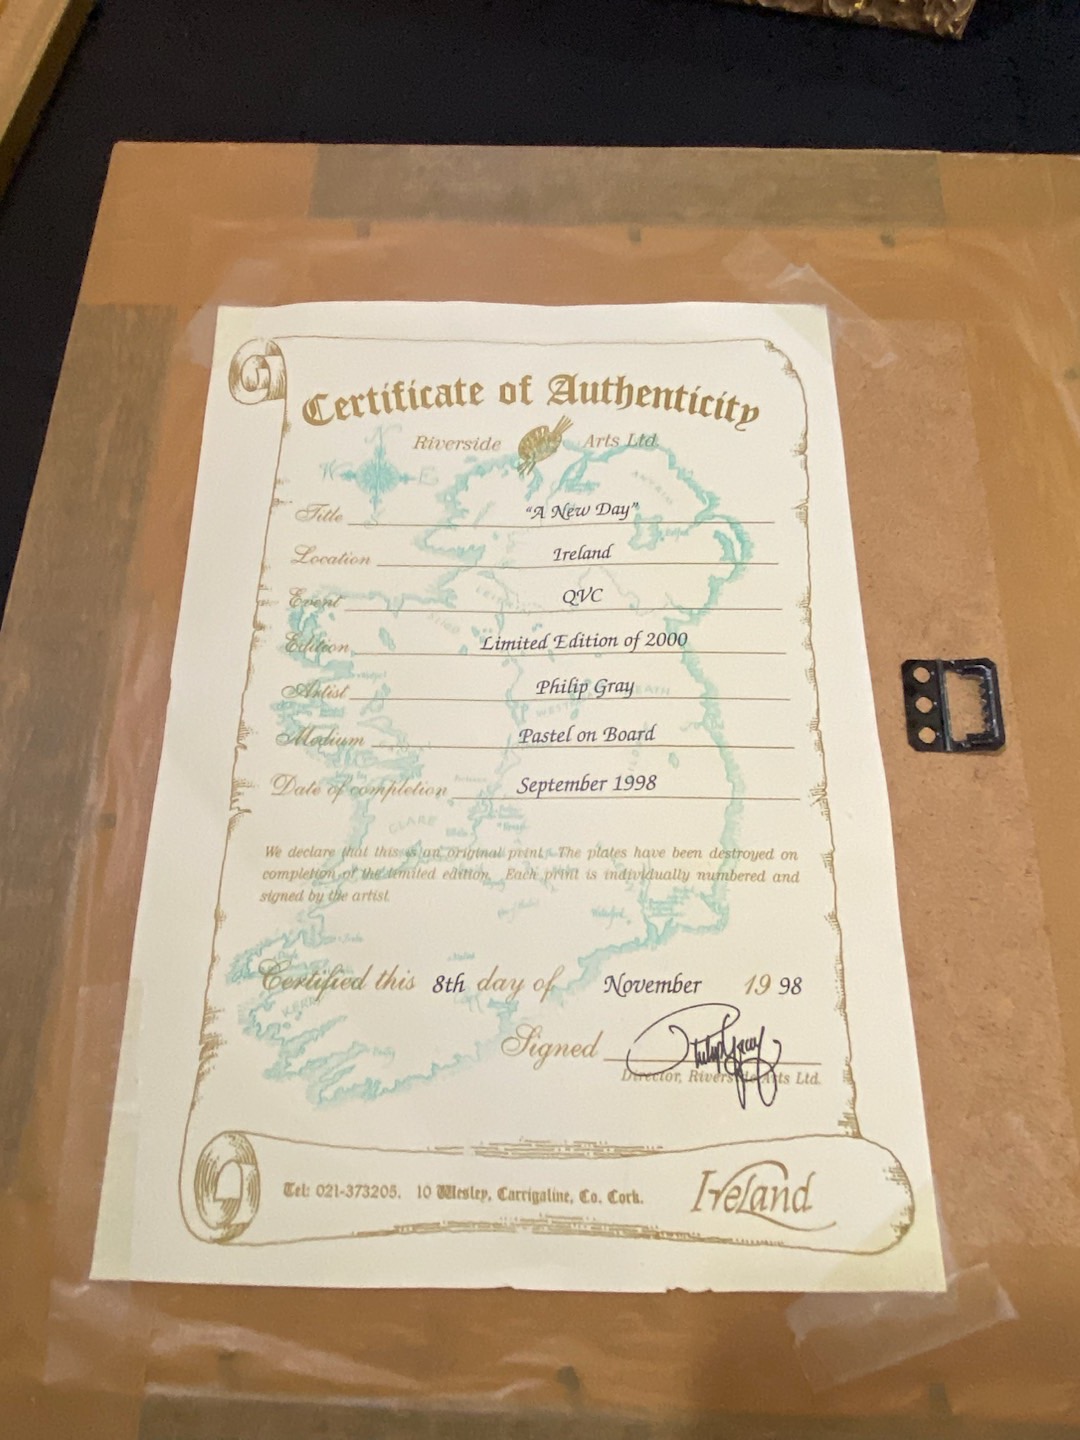 Certificate of Authenticity
Riverside Arts Ltd.
Title "A New Day"
Location Ireland
Event QVC
Edition Limited Edition of 2000
Artist Philip Gray
Medium Pastel on Board
Date of completion September 1998
We declare that this is an original print. The plates have been destroyed on
completion of the limited edition. Each print is individually numbered and
signed by the artist.
Certified this 8th day of November 1998
Signed Philip Gray
Director, Riverside Arts Ltd.
Tel: 021-373205. 10 Wesley, Carrigaline, Co. Cork.
Ireland